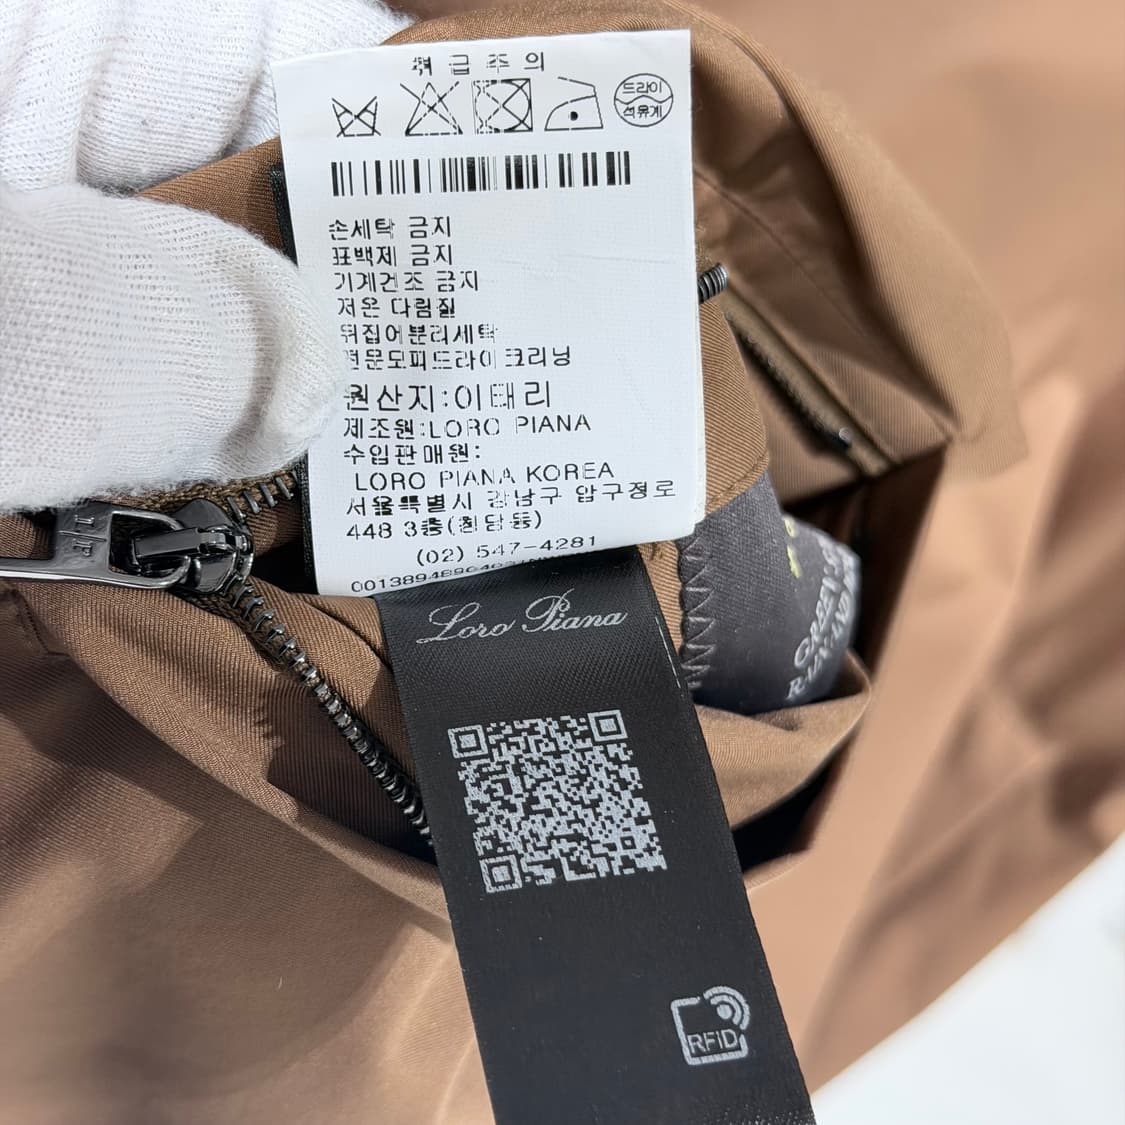 취급주의
드라이
석유계
손세탁 금지
표백제 금지
기계건조 금지
저온 다림질
뒤집어분리세탁
전문모피드라이크리닝
원산지:이태리
제조원:LORO PIANA
수입판매원:
LORO PIANA KOREA
서울특별시 강남구 압구정로
448 3층(청담동)
(02) 547-4281
Loro Piana
RFID